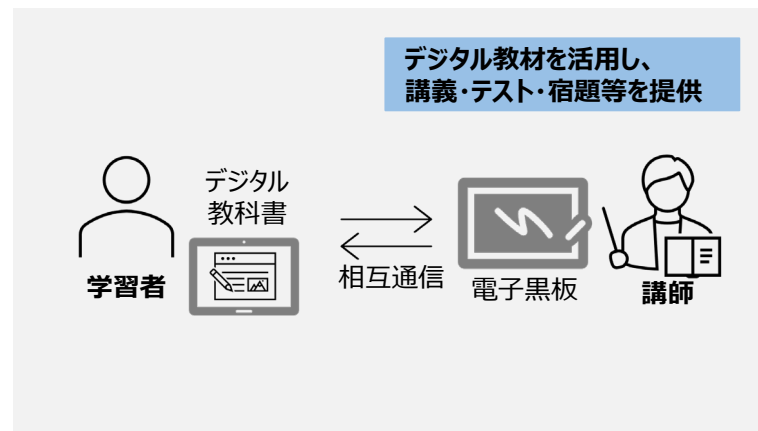 デジタル教材を活用し、
講義・テスト・宿題等を提供
デジタル
教科書
学習者
相互通信
電子黒板
講師